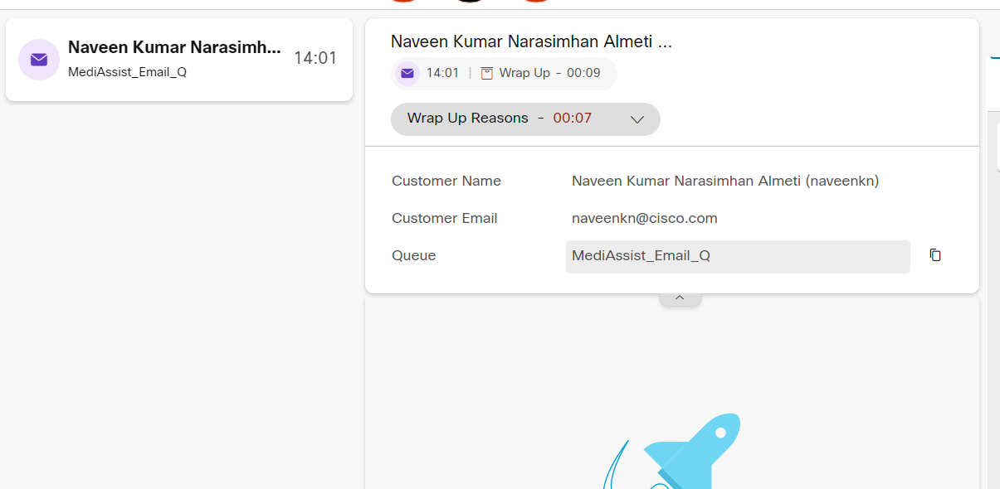 Naveen Kumar Narasimh...
14:01
MediAssist_Email_Q
Naveen Kumar Narasimhan Almeti ...
14:01 | Wrap Up - 00:09
Wrap Up Reasons - 00:07
Customer Name Naveen Kumar Narasimhan Almeti (naveenkn)
Customer Email naveenkn@cisco.com
Queue MediAssist_Email_Q